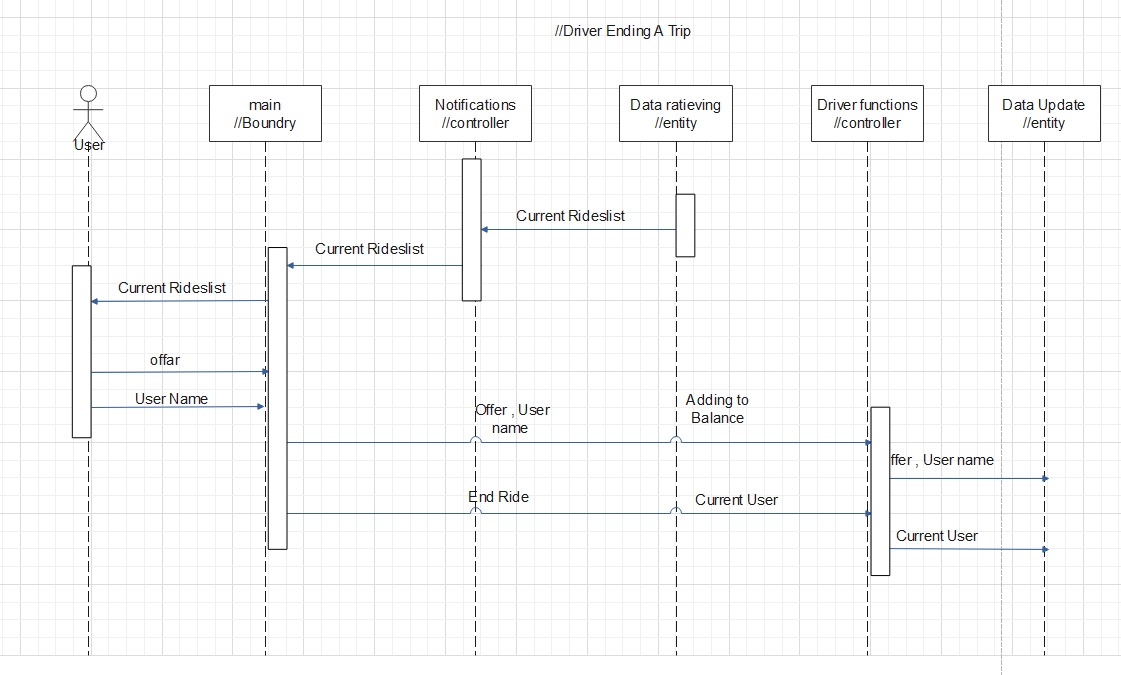 //Driver Ending A Trip
User
main
//Boundry
Notifications
//controller
Data ratieving
//entity
Driver functions
//controller
Data Update
//entity
Current Rideslist
Current Rideslist
Current Rideslist
offar
User Name
Offer , User
name
Adding to
Balance
ffer , User name
End Ride
Current User
Current User